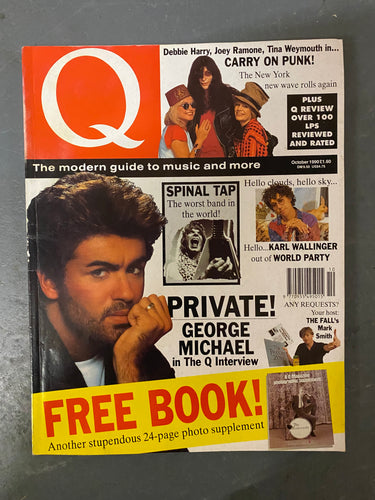 Debbie Harry, Joey Ramone, Tina Weymouth in...
CARRY ON PUNK!
The New York
new wave rolls again
Q
PLUS
Q REVIEW
OVER 100
LPS
REVIEWED
AND RATED
The modern guide to music and more
October 1990 £1.60
SPINAL TAP
The worst band in
the world!
Hello clouds, hello sky...
Hello...KARL WALLINGER
out of WORLD PARTY
PRIVATE!
GEORGE
MICHAEL
in The Q Interview
10
ANY REQUESTS?
Your host:
THE FALL's
Mark
Smith
FREE BOOK!
Another stupendous 24-page photo supplement